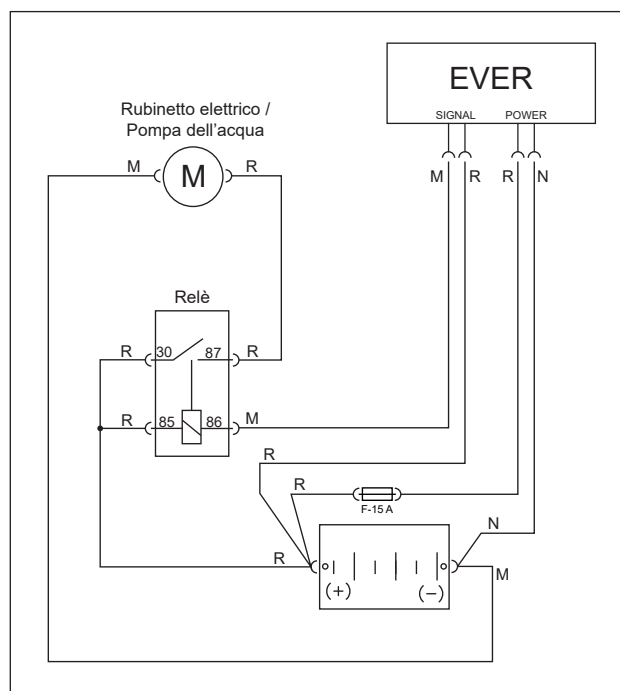 EVER
SIGNAL POWER
Rubinetto elettrico /
Pompa dell'acqua
M R R N
M M R
Relè
R 30 87 R
R 85 86 M
R
R
F-15 A
N
R
M
(+) (-)